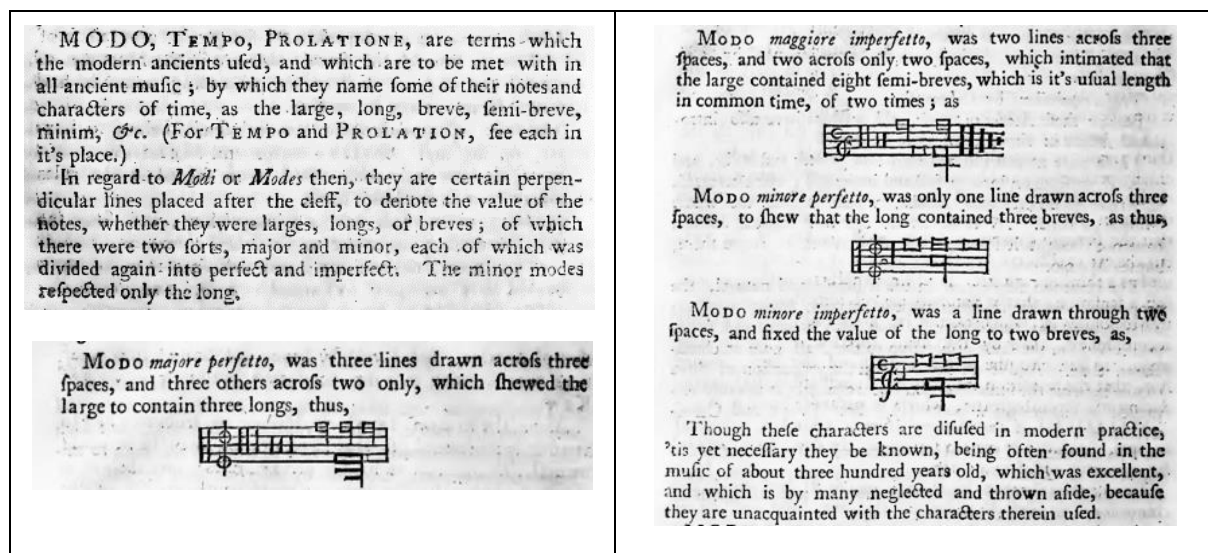 MODO, TEMPO, PROLATIONE, are terms which
the modern ancients uſed, and which are to be met with in
all ancient muſic ; by which they name ſome of their notes and
characters of time, as the large, long, breve, ſemi-breve,
minim, &c. (For TEMPO and PROLATION, ſee each in
it's place.)
In regard to Modi or Modes then, they are certain perpen-
dicular lines placed after the cleff, to denote the value of the
notes, whether they were larges, longs, or breves ; of which
there were two ſorts, major and minor, each of which was
divided again into perfect and imperfect. The minor modes
reſpected only the long.
MODO majore perfetto, was three lines drawn acroſs three
ſpaces, and three others acroſs two only, which ſhewed the
large to contain three longs, thus,
MODO maggiore imperfetto, was two lines acroſs three
ſpaces, and two acroſs only two ſpaces, which intimated that
the large contained eight ſemi-breves, which is it's uſual length
in common time, of two times ; as
MODO minore perfetto, was only one line drawn acroſs three
ſpaces, to ſhew that the long contained three breves, as thus,
MODO minore imperfetto, was a line drawn through two
ſpaces, and fixed the value of the long to two breves, as,
Though theſe characters are diſuſed in modern practice,
'tis yet neceſſary they be known, being often found in the
muſic of about three hundred years old, which was excellent,
and which is by many neglected and thrown aſide, becauſe
they are unacquainted with the characters therein uſed.